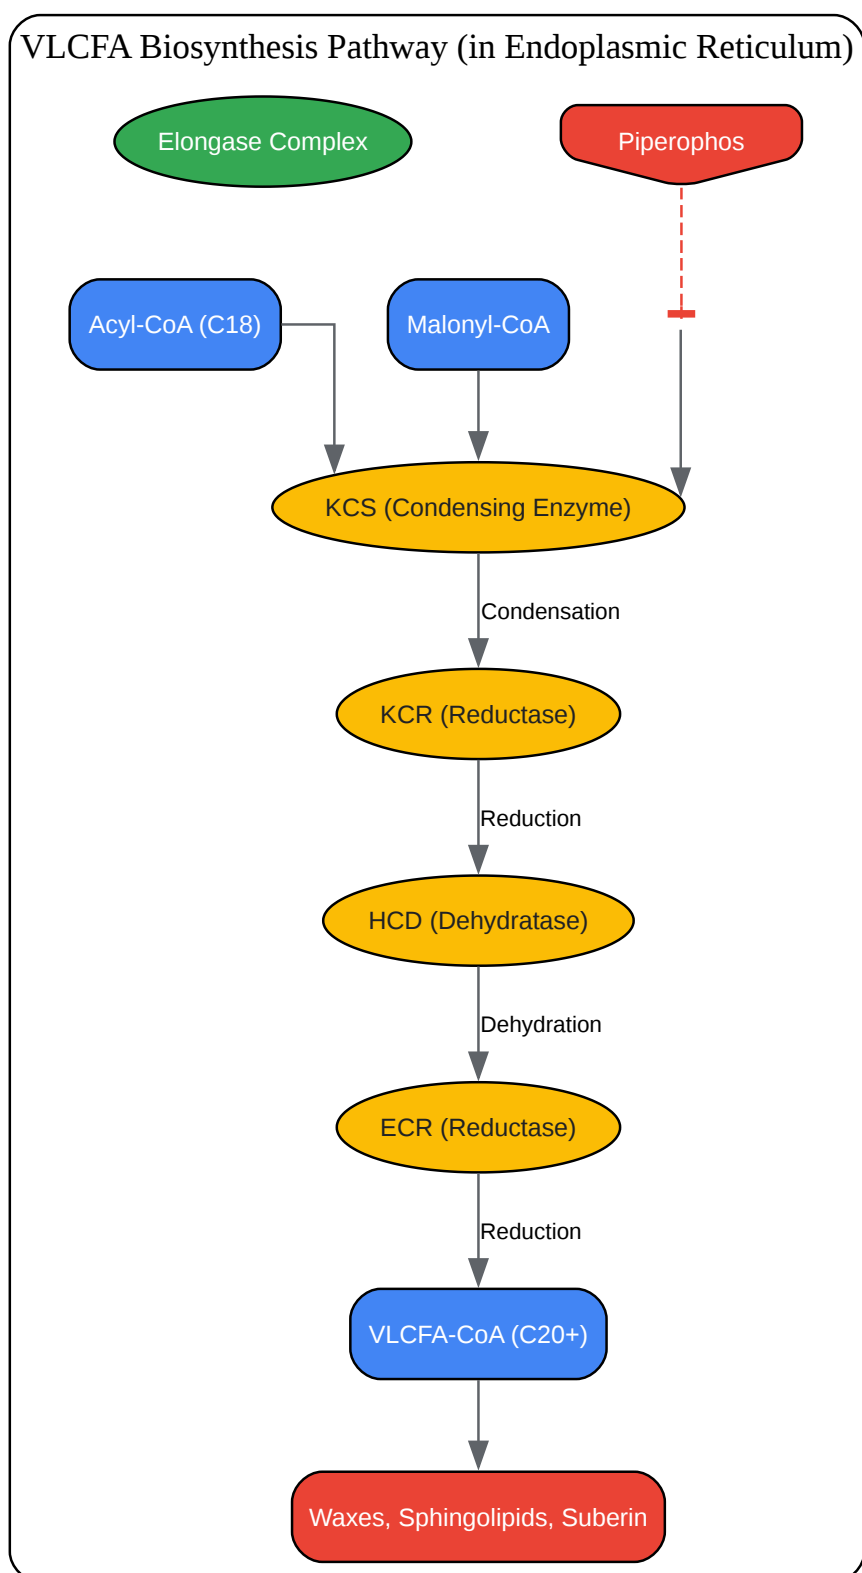 VLCFA Biosynthesis Pathway (in Endoplasmic Reticulum)
Elongase Complex
Piperophos
Acyl-CoA (C18)
Malonyl-CoA
KCS (Condensing Enzyme)
Condensation
KCR (Reductase)
Reduction
HCD (Dehydratase)
Dehydration
ECR (Reductase)
Reduction
VLCFA-CoA (C20+)
Waxes, Sphingolipids, Suberin